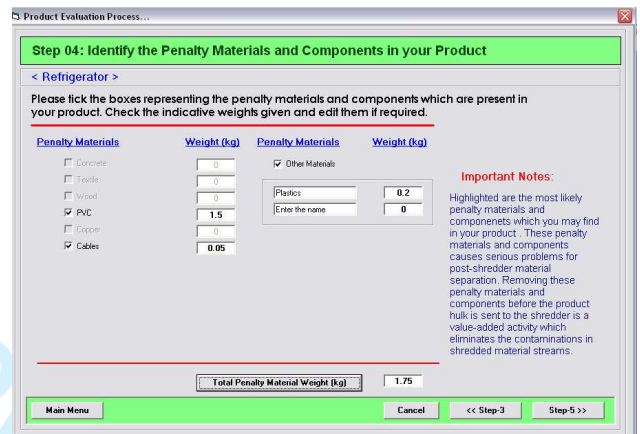 Product Evaluation Process...
Step 04: Identify the Penalty Materials and Components in your Product
< Refrigerator >
Please tick the boxes representing the penalty materials and components which are present in
your product. Check the indicative weights given and edit them if required.
Penalty Materials Weight (kg) Penalty Materials Weight (kg)
Concrete 0 Other Materials
Textile 0
Wood 0 Plastics 0.2
PVC 1.5 Enter the name 0
Copper 0
Cables 0.05
Important Notes:
Highlighted are the most likely
penalty materials and
componenets which you may find
in your product . These penalty
materials and components
causes serious problems for
post-shredder material
separation. Removing these
penalty materials and
components before the product
hulk is sent to the shredder is a
value-added activity which
eliminates the contaminations in
shredded material streams.
Total Penalty Material Weight (kg) 1.75
Main Menu Cancel << Step-3 Step-5 >>